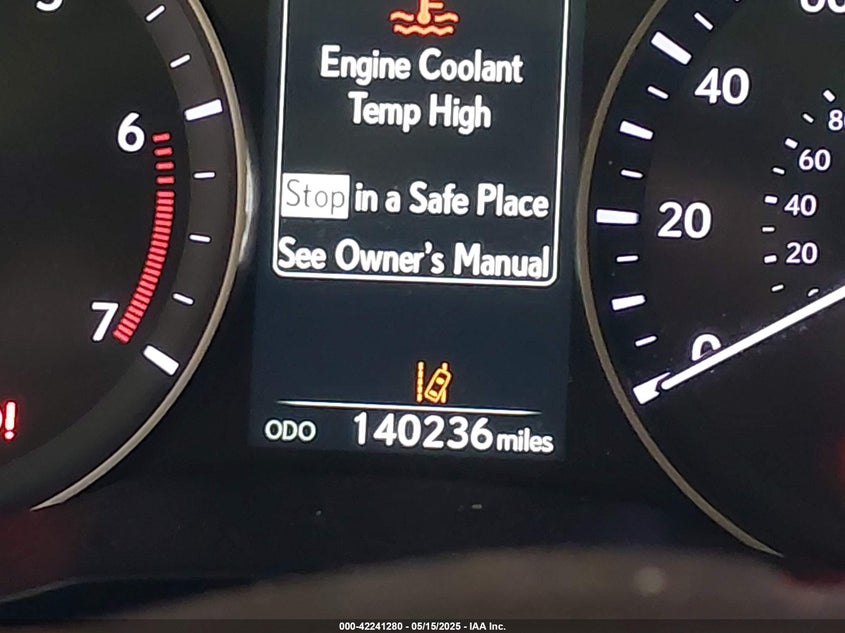 Engine Coolant
Temp High
Stop in a Safe Place
See Owner's Manual
6
7
40
20
0
60
40
20
!
ODO 140236 miles
000-42241280 - 05/15/2025 - IAA Inc.